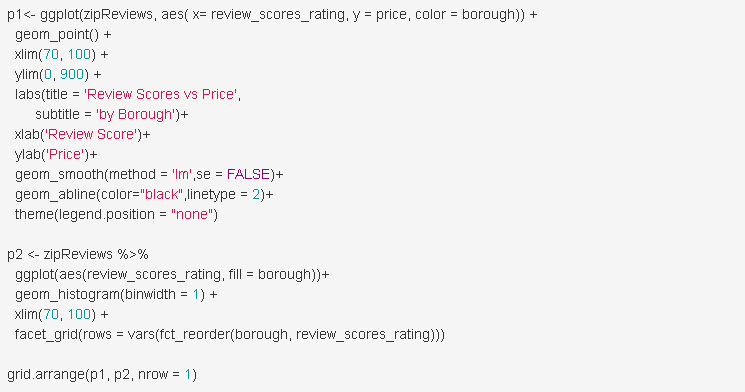 p1<- ggplot(zipReviews, aes( x= review_scores_rating, y = price, color = borough)) +
  geom_point() +
  xlim(70, 100) +
  ylim(0, 900) +
  labs(title = 'Review Scores vs Price',
       subtitle = 'by Borough')+
  xlab('Review Score')+
  ylab('Price')+
  geom_smooth(method = 'lm',se = FALSE)+
  geom_abline(color="black",linetype = 2)+
  theme(legend.position = "none")

p2 <- zipReviews %>%
  ggplot(aes(review_scores_rating, fill = borough))+
  geom_histogram(binwidth = 1) +
  xlim(70, 100) +
  facet_grid(rows = vars(fct_reorder(borough, review_scores_rating)))

grid.arrange(p1, p2, nrow = 1)